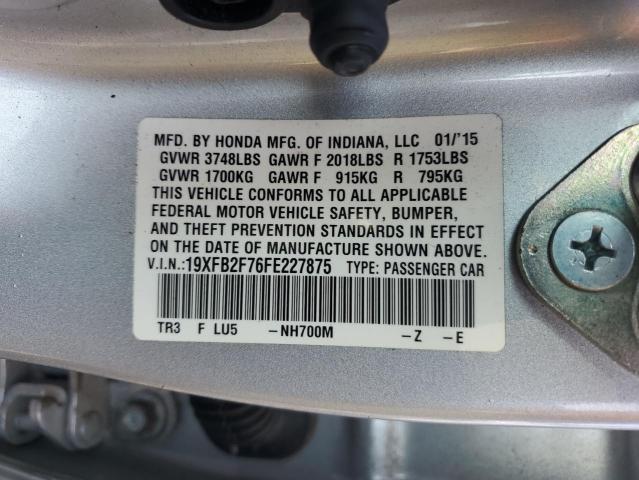 MFD. BY HONDA MFG. OF INDIANA, LLC 01/'15
GVWR 3748LBS GAWR F 2018LBS R 1753LBS
GVWR 1700KG GAWR F 915KG R 795KG
THIS VEHICLE CONFORMS TO ALL APPLICABLE
FEDERAL MOTOR VEHICLE SAFETY, BUMPER,
AND THEFT PREVENTION STANDARDS IN EFFECT
ON THE DATE OF MANUFACTURE SHOWN ABOVE.
V.I.N.:19XFB2F76FE227875 TYPE: PASSENGER CAR
TR3 F LU5 -NH700M -Z -E